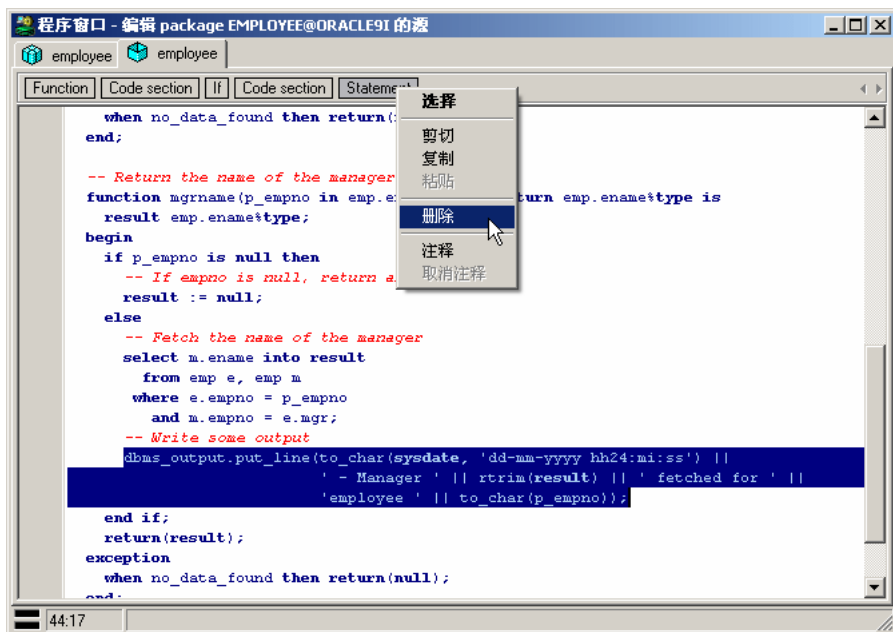 程序窗口 - 编辑 package EMPLOYEE@ORACLE9I 的源
employee employee
Function Code section If Code section Statement
选择
剪切
复制
粘贴
删除
注释
取消注释
when no_data_found then return(
end;
-- Return the name of the manager
function mgrname(p_empno in emp.e turn emp.ename%type is
result emp.ename%type;
begin
if p_empno is null then
-- If empno is null, return a
result := null;
else
-- Fetch the name of the manager
select m.ename into result
from emp e, emp m
where e.empno = p_empno
and m.empno = e.mgr;
-- Write some output
dbms_output.put_line(to_char(sysdate, 'dd-mm-yyyy hh24:mi:ss') ||
' - Manager ' || rtrim(result) || ' fetched for ' ||
'employee ' || to_char(p_empno));
end if;
return(result);
exception
when no_data_found then return(null);
end;
44:17